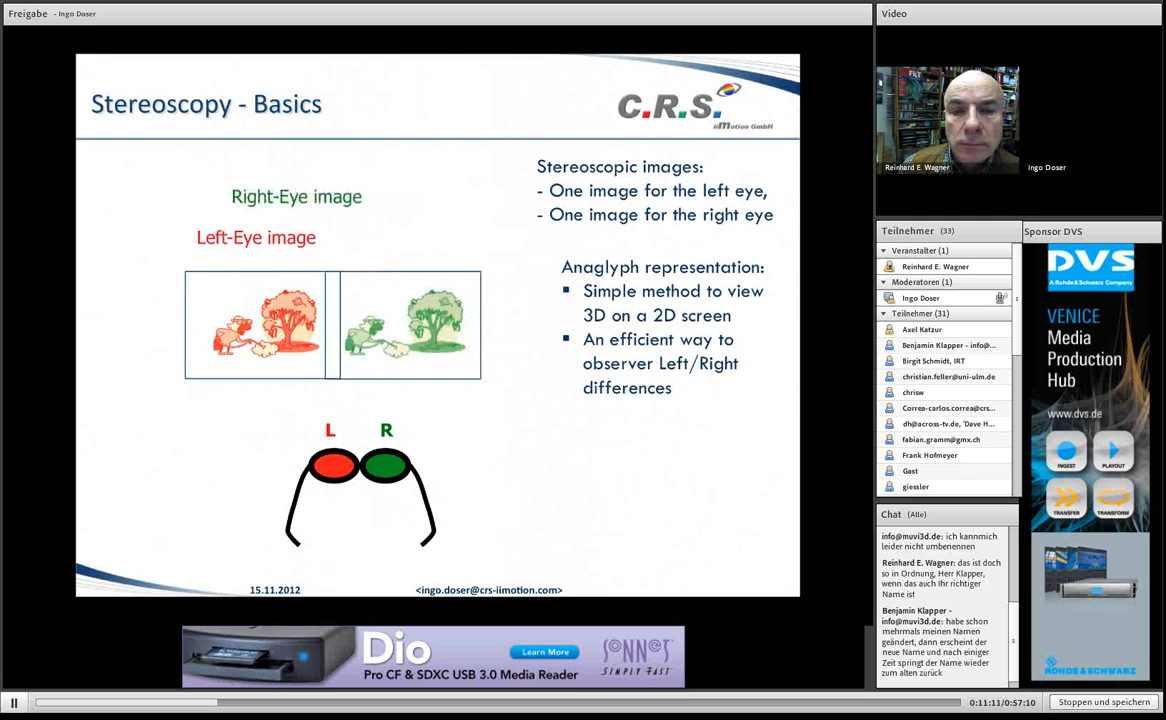 Freigabe - Ingo Doser
Stereoscopy - Basics
C.R.S.
iiMotion GmbH
Right-Eye image
Left-Eye image
Stereoscopic images:
- One image for the left eye,
- One image for the right eye
Anaglyph representation:
Simple method to view
3D on a 2D screen
An efficient way to
observer Left/Right
differences
L R
15.11.2012 <ingo.doser@crs-iimotion.com>
Dio
Pro CF & SDXC USB 3.0 Media Reader
Learn More
SONNET
SIMPLY FAST
Video
Reinhard E. Wagner
Ingo Doser
Teilnehmer (33)
Veranstalter (1)
Reinhard E. Wagner
Moderatoren (1)
Ingo Doser
Teilnehmer (31)
Axel Katzur
Benjamin Klapper - info@...
Birgit Schmidt, IRT
christian.feller@uni-ulm.de
chrisw
Correa-carlos.correa@crs...
dh@across-tv.de, 'Dave H...
fabian.gramm@gmx.ch
Frank Hofmeyer
Gast
giessler
Chat (Alle)
info@muvi3d.de: ich kannmich
leider nicht umbenennen
Reinhard E. Wagner: das ist doch
so in Ordnung, Herr Klapper,
wenn das auch Ihr richtiger
Name ist
Benjamin Klapper -
info@muvi3d.de: habe schon
mehrmals meinen Namen
geändert, dann erscheint der
neue Name und nach einiger
Zeit springt der Name wieder
zum alten zurück
Sponsor DVS
DVS
A Rohde&Schwarz Company
VENICE
Media
Production
Hub
www.dvs.de
INGEST
PLAYOUT
TRANSFER
TRANSFORM
ROHDE&SCHWARZ
0:11:11/0:57:10
Stoppen und speichern